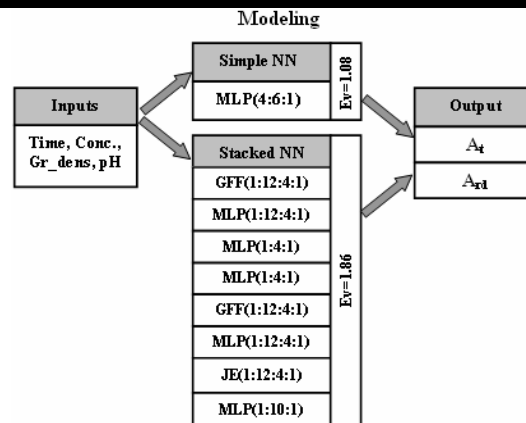 Modeling
Simple NN
MLP(4:6:1)
Ev=1.08
Inputs
Time, Conc.,
Gr_dens, pH
Output
At
Ard
Stacked NN
GFF(1:12:4:1)
MLP(1:12:4:1)
MLP(1:4:1)
MLP(1:4:1)
GFF(1:12:4:1)
MLP(1:12:4:1)
JE(1:12:4:1)
MLP(1:10:1)
Ev=1.86